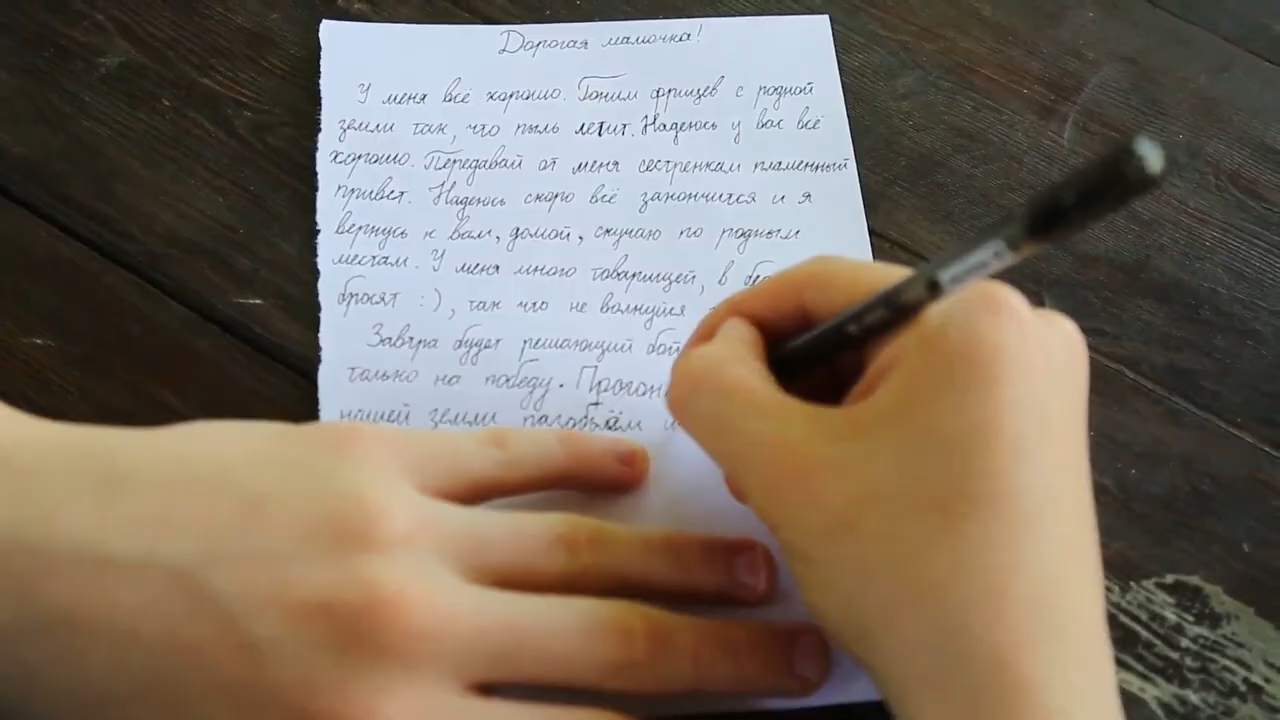 Дорогая мамочка!
У меня всё хорошо. Гоним фрицев с родной
земли так, что пыль летит. Надеюсь у вас всё
хорошо. Передавай от меня сестренкам пламенный
привет. Надеюсь скоро всё закончится и я
вернусь к вам, домой, скучаю по родным
местам. У меня много товарищей, в
бросят :), так что не волнуйся
Завтра будет решающий бой
только на победу.
нашей земли